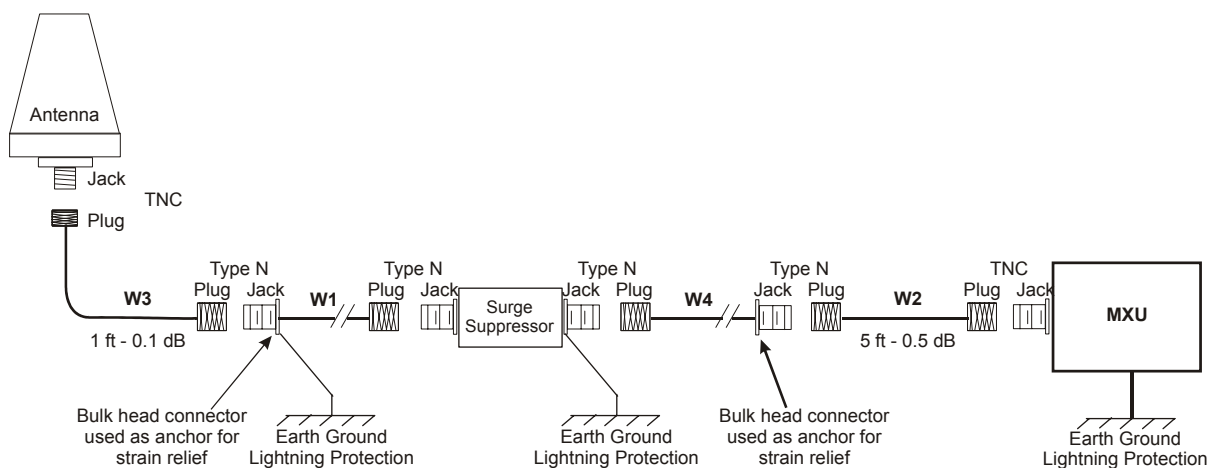 Antenna
Jack
TNC
Plug
Type N
Type N
Type N
Type N
TNC
W3
Plug
Jack
W1
Plug
Jack
Surge
Suppressor
Jack
Plug
W4
Jack
Plug
W2
Plug
Jack
MXU
1 ft - 0.1 dB
5 ft - 0.5 dB
Bulk head connector
used as anchor for
strain relief
Earth Ground
Lightning Protection
Earth Ground
Lightning Protection
Bulk head connector
used as anchor for
strain relief
Earth Ground
Lightning Protection